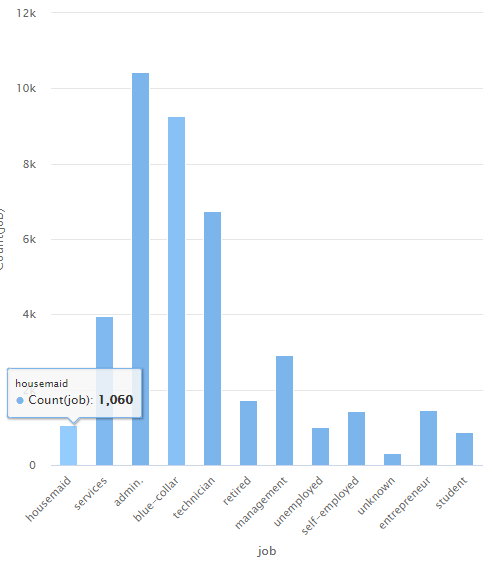 12k
10k
8k
6k
4k
0
Count(job)
housemaid
Count(job): 1,060
housemaid
services
admin.
blue-collar
technician
retired
management
unemployed
self-employed
unknown
entrepreneur
student
job